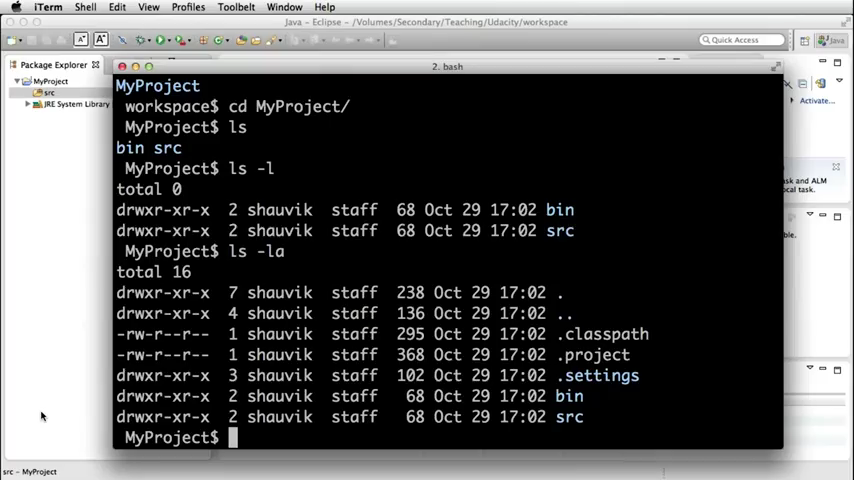 iTerm Shell Edit View Profiles Toolbelt Window Help
Java - Eclipse - /Volumes/Secondary/Teaching/Udacity/workspace
Quick Access
Java
Package Explorer
MyProject
src
JRE System Library
2. bash
MyProject
workspace$ cd MyProject/
MyProject$ ls
bin src
MyProject$ ls -l
total 0
drwxr-xr-x 2 shauvik staff 68 Oct 29 17:02 bin
drwxr-xr-x 2 shauvik staff 68 Oct 29 17:02 src
MyProject$ ls -la
total 16
drwxr-xr-x 7 shauvik staff 238 Oct 29 17:02 .
drwxr-xr-x 4 shauvik staff 136 Oct 29 17:02 ..
-rw-r--r-- 1 shauvik staff 295 Oct 29 17:02 .classpath
-rw-r--r-- 1 shauvik staff 368 Oct 29 17:02 .project
drwxr-xr-x 3 shauvik staff 102 Oct 29 17:02 .settings
drwxr-xr-x 2 shauvik staff 68 Oct 29 17:02 bin
drwxr-xr-x 2 shauvik staff 68 Oct 29 17:02 src
MyProject$
Activate...
sk and ALM
ocal task.
ble.
src - MyProject